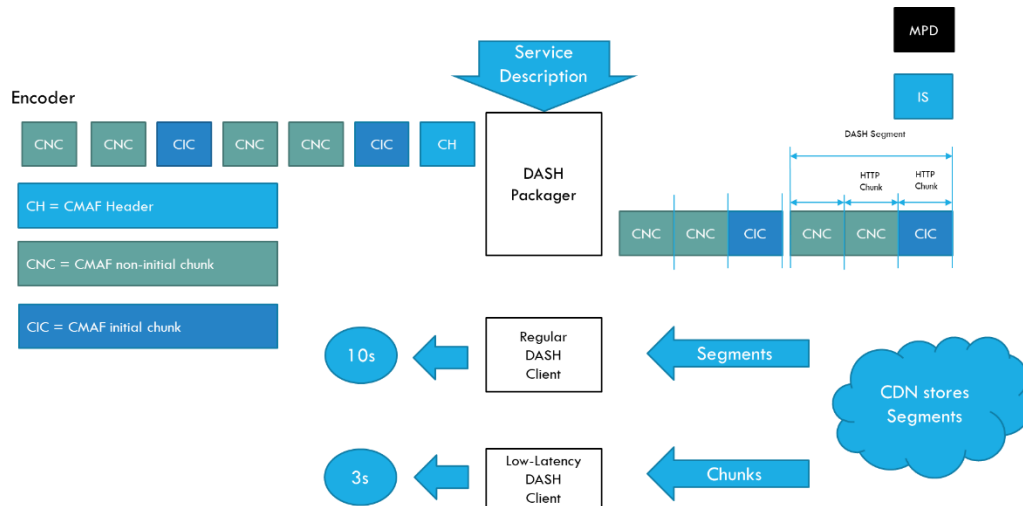 MPD
Service
Description
IS
Encoder
DASH Segment
CNC
CNC
CIC
CNC
CNC
CIC
CH
DASH
Packager
HTTP
Chunk
HTTP
Chunk
CH = CMAF Header
CNC
CNC
CIC
CNC
CNC
CIC
CNC = CMAF non-initial chunk
CIC = CMAF initial chunk
10s
Regular
DASH
Client
Segments
CDN stores
Segments
3s
Low-Latency
DASH
Client
Chunks